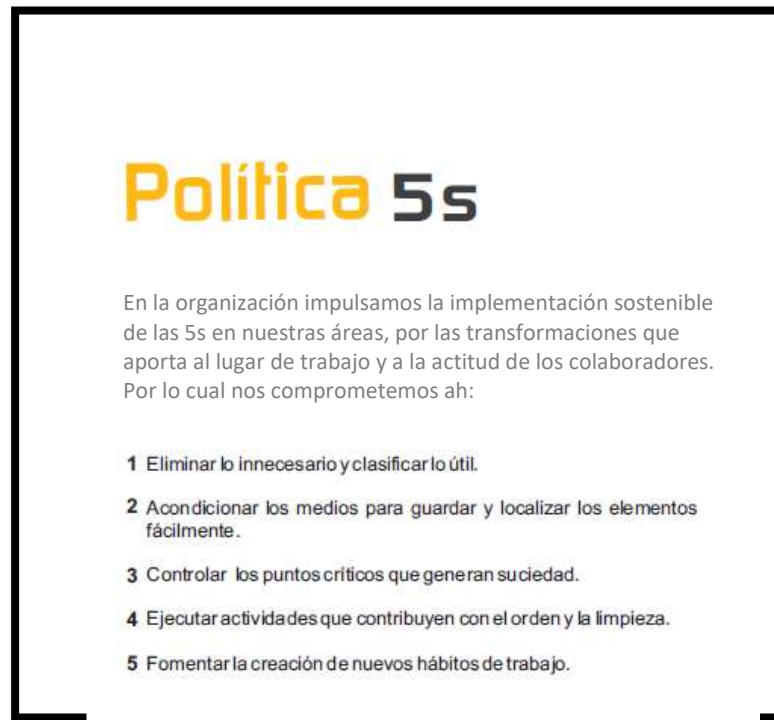 Política 5s
En la organización impulsamos la implementación sostenible
de las 5s en nuestras áreas, por las transformaciones que
aporta al lugar de trabajo y a la actitud de los colaboradores.
Por lo cual nos comprometemos ah:
1 Eliminar lo innecesario y clasificar lo útil.
2 Acondicionar los medios para guardar y localizar los elementos
fácilmente.
3 Controlar los puntos críticos que generan suciedad.
4 Ejecutar actividades que contribuyen con el orden y la limpieza.
5 Fomentar la creación de nuevos hábitos de trabajo.